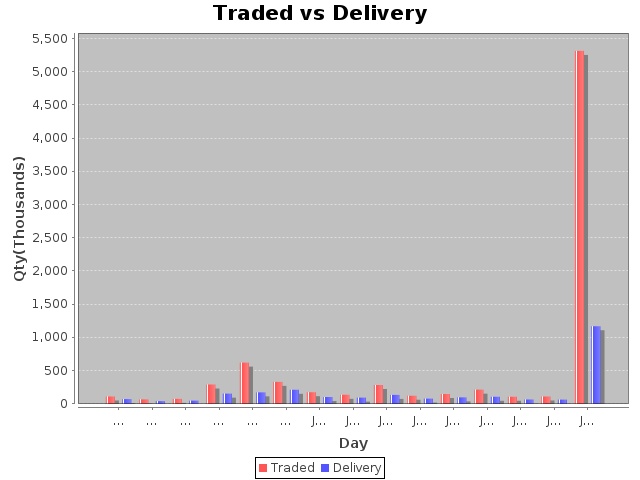 Traded vs Delivery
Qty(Thousands)
5,500
5,000
4,500
4,000
3,500
3,000
2,500
2,000
1,500
1,000
500
0
... ... ... ... ... ... J... J... J... J... J... J... J... J... J...
Day
Traded Delivery